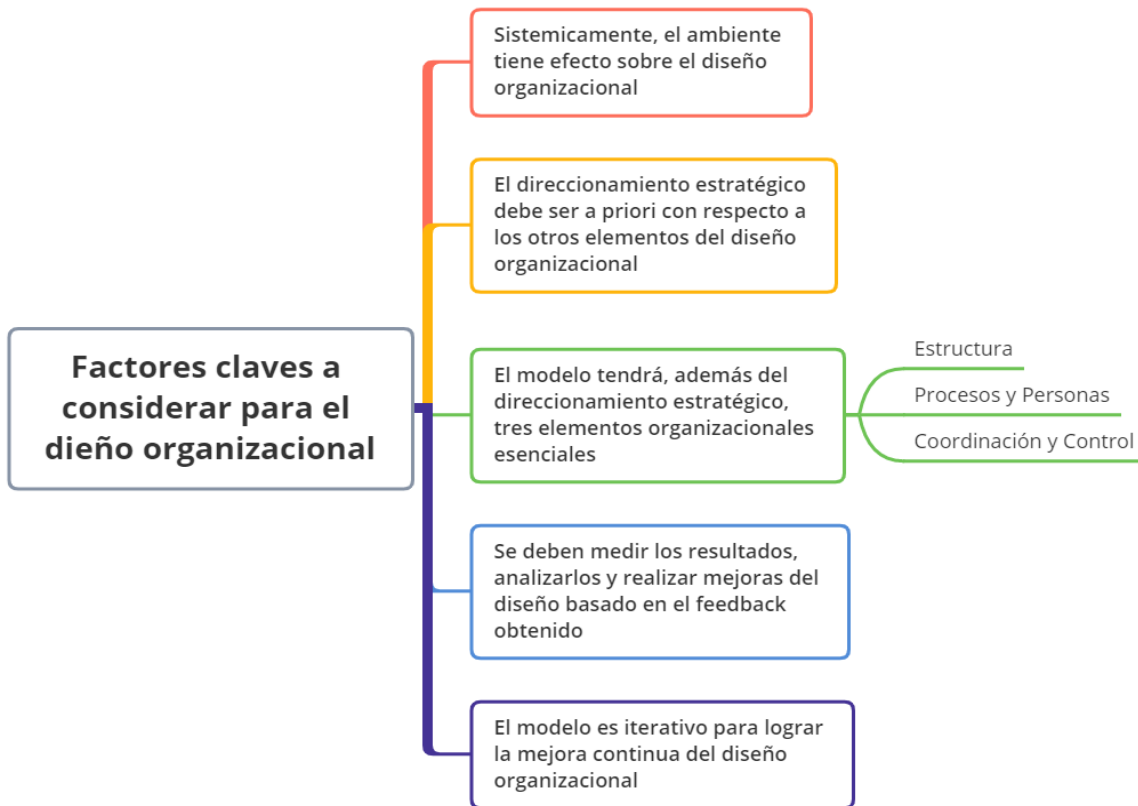 Sistemicamente, el ambiente
tiene efecto sobre el diseño
organizacional
El direccionamiento estratégico
debe ser a priori con respecto a
los otros elementos del diseño
organizacional
Factores claves a
considerar para el
dieño organizacional
El modelo tendrá, además del
direccionamiento estratégico,
tres elementos organizacionales
esenciales
Estructura
Procesos y Personas
Coordinación y Control
Se deben medir los resultados,
analizarlos y realizar mejoras del
diseño basado en el feedback
obtenido
El modelo es iterativo para lograr
la mejora continua del diseño
organizacional